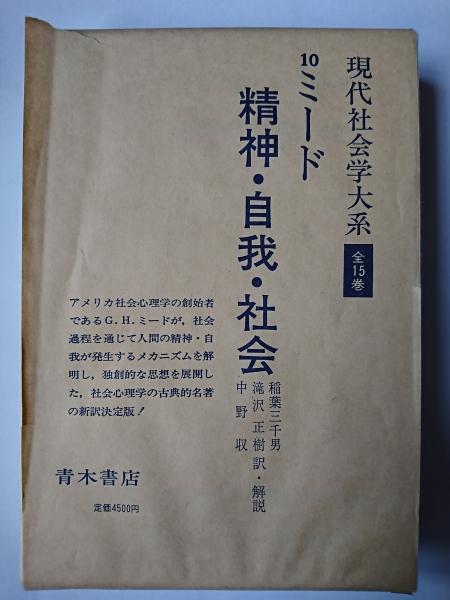 現代社会学大系
全15巻
10 ミード
精神・自我・社会
稲葉三千男
滝沢正樹訳・解説
中野収
アメリカ社会心理学の創始者
であるG.H.ミードが，社会
過程を通じて人間の精神・自
我が発生するメカニズムを解
明し，独創的な思想を展開し
た，社会心理学の古典的名著
の新訳決定版！
青木書店
定価4500円